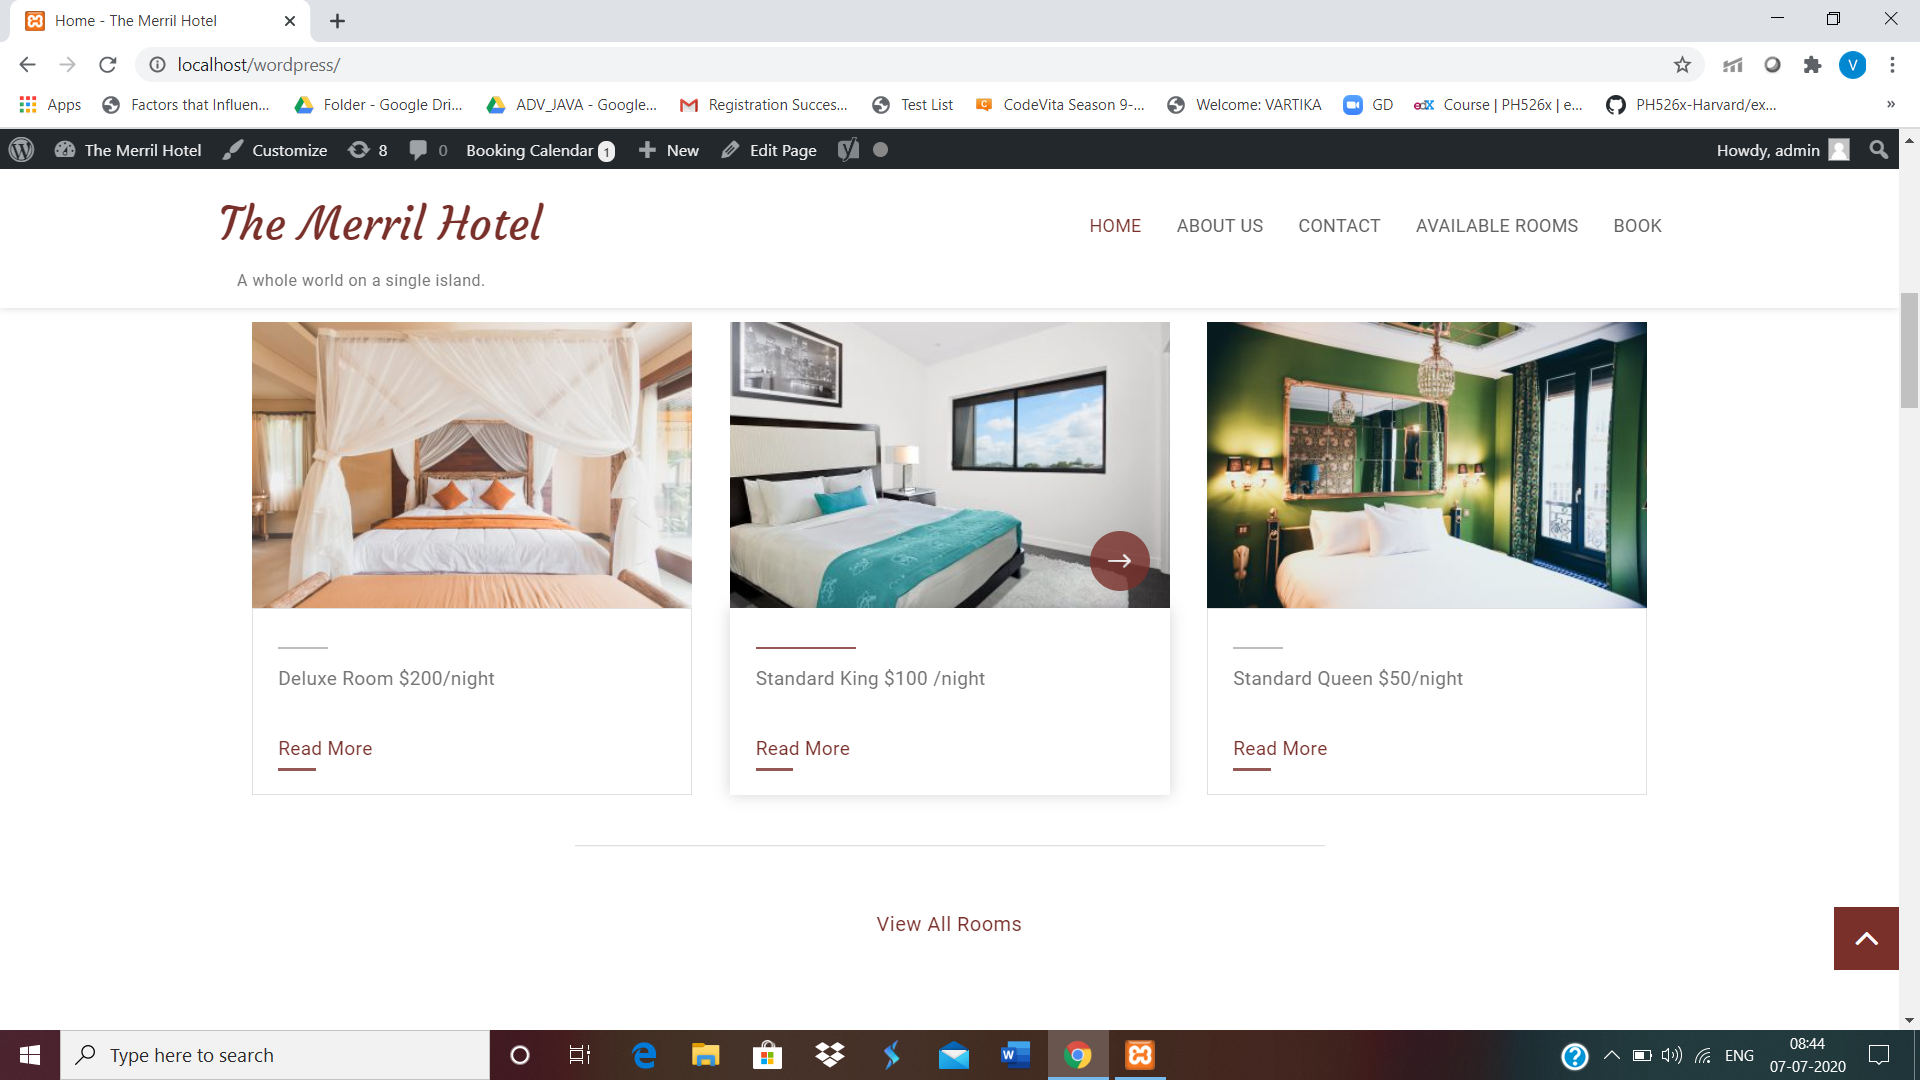 Home - The Merril Hotel
localhost/wordpress/
V
Apps
Factors that Influen...
Folder - Google Dri...
ADV_JAVA - Google...
Registration Succes...
Test List
CodeVita Season 9-...
Welcome: VARTIKA
GD
edX
Course | PH526x | e...
PH526x-Harvard/ex...
»
The Merril Hotel
Customize
8
0
Booking Calendar 1
New
Edit Page
Howdy, admin
The Merril Hotel
HOME
ABOUT US
CONTACT
AVAILABLE ROOMS
BOOK
A whole world on a single island.
Deluxe Room $200/night
Standard King $100 /night
Standard Queen $50/night
Read More
Read More
Read More
View All Rooms
Type here to search
ENG
08:44
07-07-2020